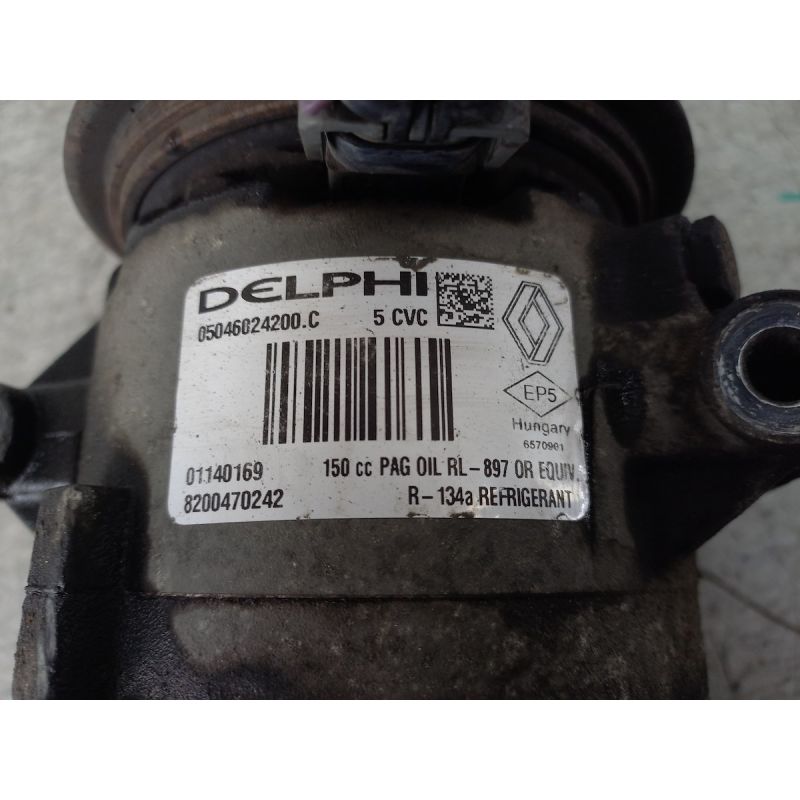 DELPHI
05046024200.C 5 CVC
EP5
Hungary
6570901
01140169 150 cc PAG OIL RL-897 OR EQUIV.
8200470242 R-134a REFRIGERANT